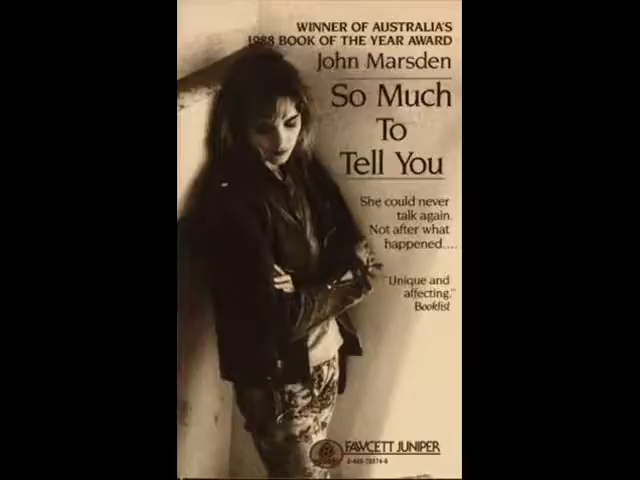 WINNER OF AUSTRALIA'S
1988 BOOK OF THE YEAR AWARD
John Marsden
So Much
To
Tell You
She could never
talk again.
Not after what
happened....
"Unique and
affecting."
Booklist
FAWCETT JUNIPER